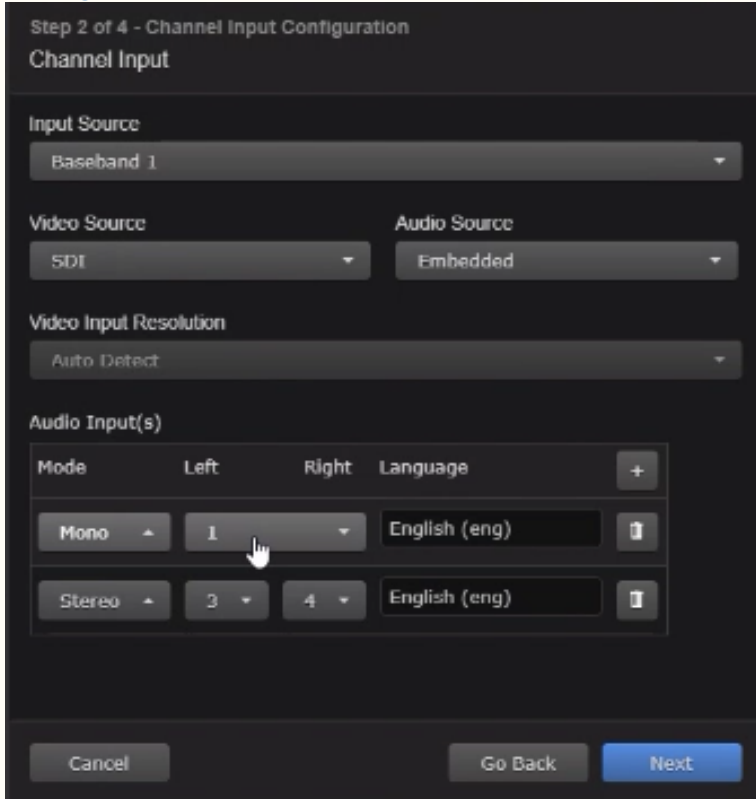 Step 2 of 4 - Channel Input Configuration
Channel Input
Input Source
Baseband 1
Video Source Audio Source
SDI Embedded
Video Input Resolution
Auto Detect
Audio Input(s)
Mode Left Right Language +
Mono 1 English (eng)
Stereo 3 4 English (eng)
Cancel Go Back Next